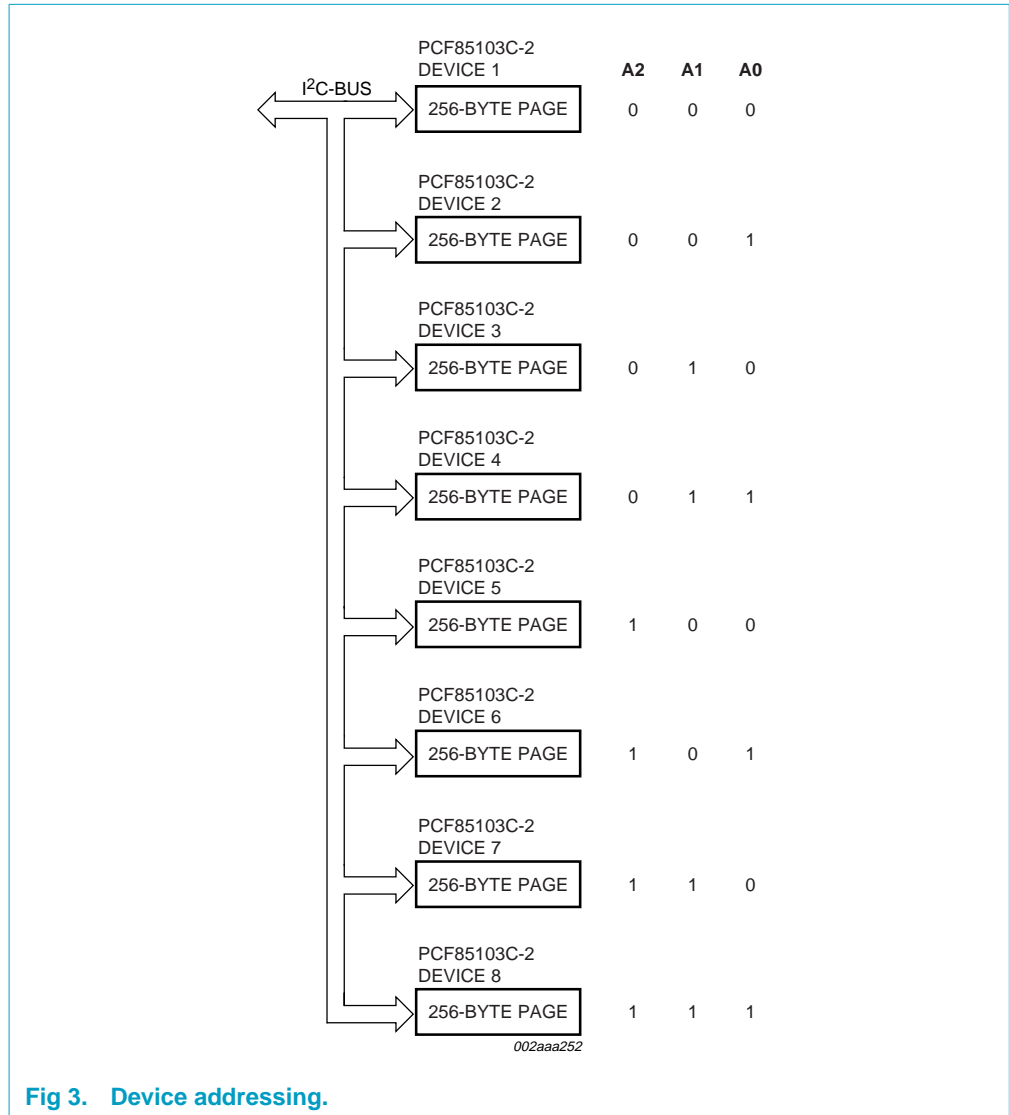 PCF85103C-2
DEVICE 1 A2 A1 A0
I2C-BUS
256-BYTE PAGE 0 0 0
PCF85103C-2
DEVICE 2
256-BYTE PAGE 0 0 1
PCF85103C-2
DEVICE 3
256-BYTE PAGE 0 1 0
PCF85103C-2
DEVICE 4
256-BYTE PAGE 0 1 1
PCF85103C-2
DEVICE 5
256-BYTE PAGE 1 0 0
PCF85103C-2
DEVICE 6
256-BYTE PAGE 1 0 1
PCF85103C-2
DEVICE 7
256-BYTE PAGE 1 1 0
PCF85103C-2
DEVICE 8
256-BYTE PAGE 1 1 1
002aaa252
Fig 3. Device addressing.